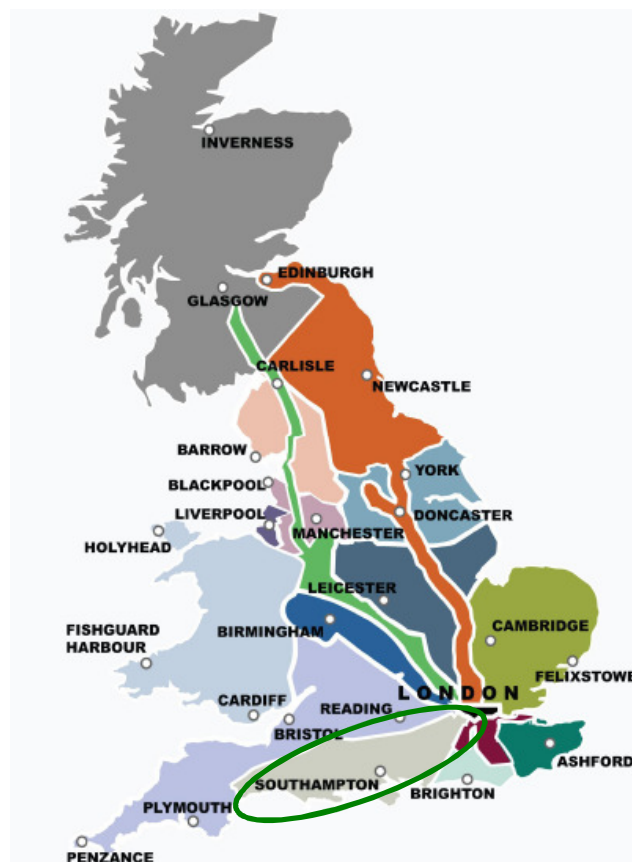 INVERNESS
EDINBURGH
GLASGOW
CARLISLE
NEWCASTLE
BARROW
YORK
BLACKPOOL
LIVERPOOL
DONCASTER
MANCHESTER
HOLYHEAD
LEICESTER
BIRMINGHAM
CAMBRIDGE
FISHGUARD
HARBOUR
FELIXSTOWE
LONDON
CARDIFF
READING
BRISTOL
ASHFORD
SOUTHAMPTON
BRIGHTON
PLYMOUTH
PENZANCE